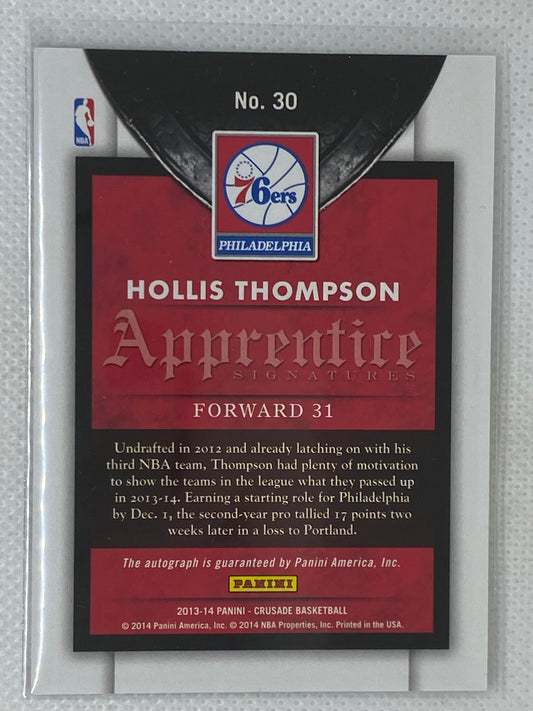 No. 30
NBA
76ers
PHILADELPHIA
HOLLIS THOMPSON
Apprentice
SIGNATURES
FORWARD 31
Undrafted in 2012 and already latching on with his
third NBA team, Thompson had plenty of motivation
to show the teams in the league what they passed up
in 2013-14. Earning a starting role for Philadelphia
by Dec. 1, the second-year pro tallied 17 points two
weeks later in a loss to Portland.
The autograph is guaranteed by Panini America, Inc.
PANINI
2013-14 PANINI - CRUSADE BASKETBALL
© 2014 Panini America, Inc. © 2014 NBA Properties, Inc. Printed in the USA.